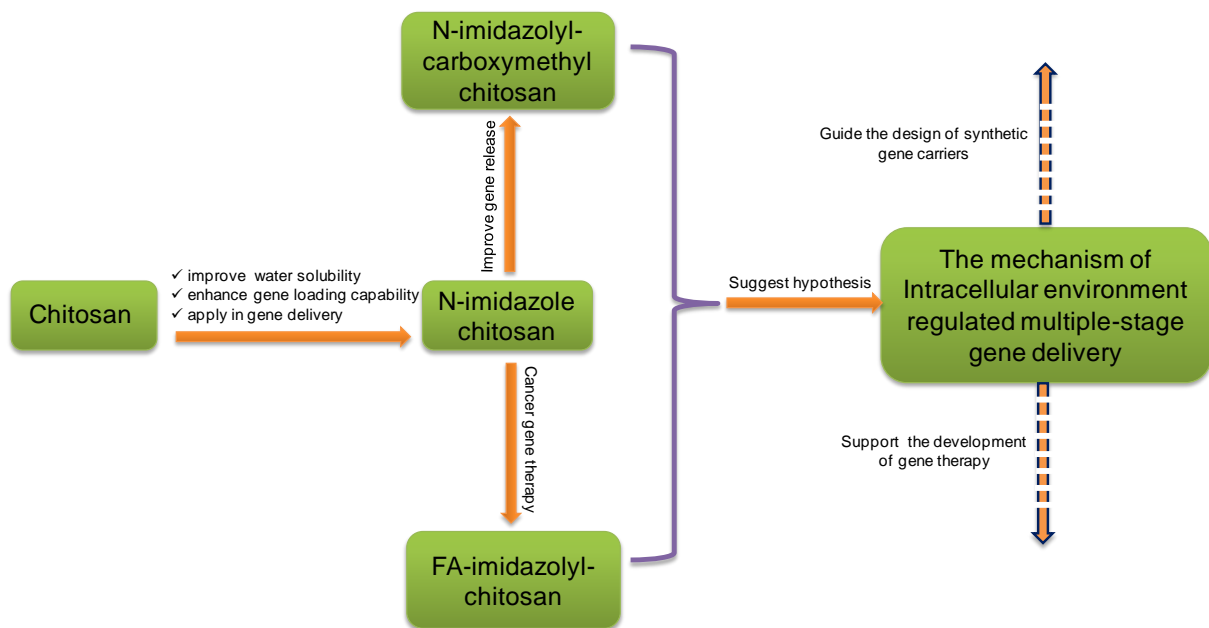 N-imidazolyl-
carboxymethyl
chitosan
Improve gene release
Guide the design of synthetic
gene carriers
Chitosan
✓ improve water solubility
✓ enhance gene loading capability
✓ apply in gene delivery
N-imidazole
chitosan
Suggest hypothesis
The mechanism of
Intracellular environment
regulated multiple-stage
gene delivery
Cancer gene therapy
Support the development
of gene therapy
FA-imidazolyl-
chitosan